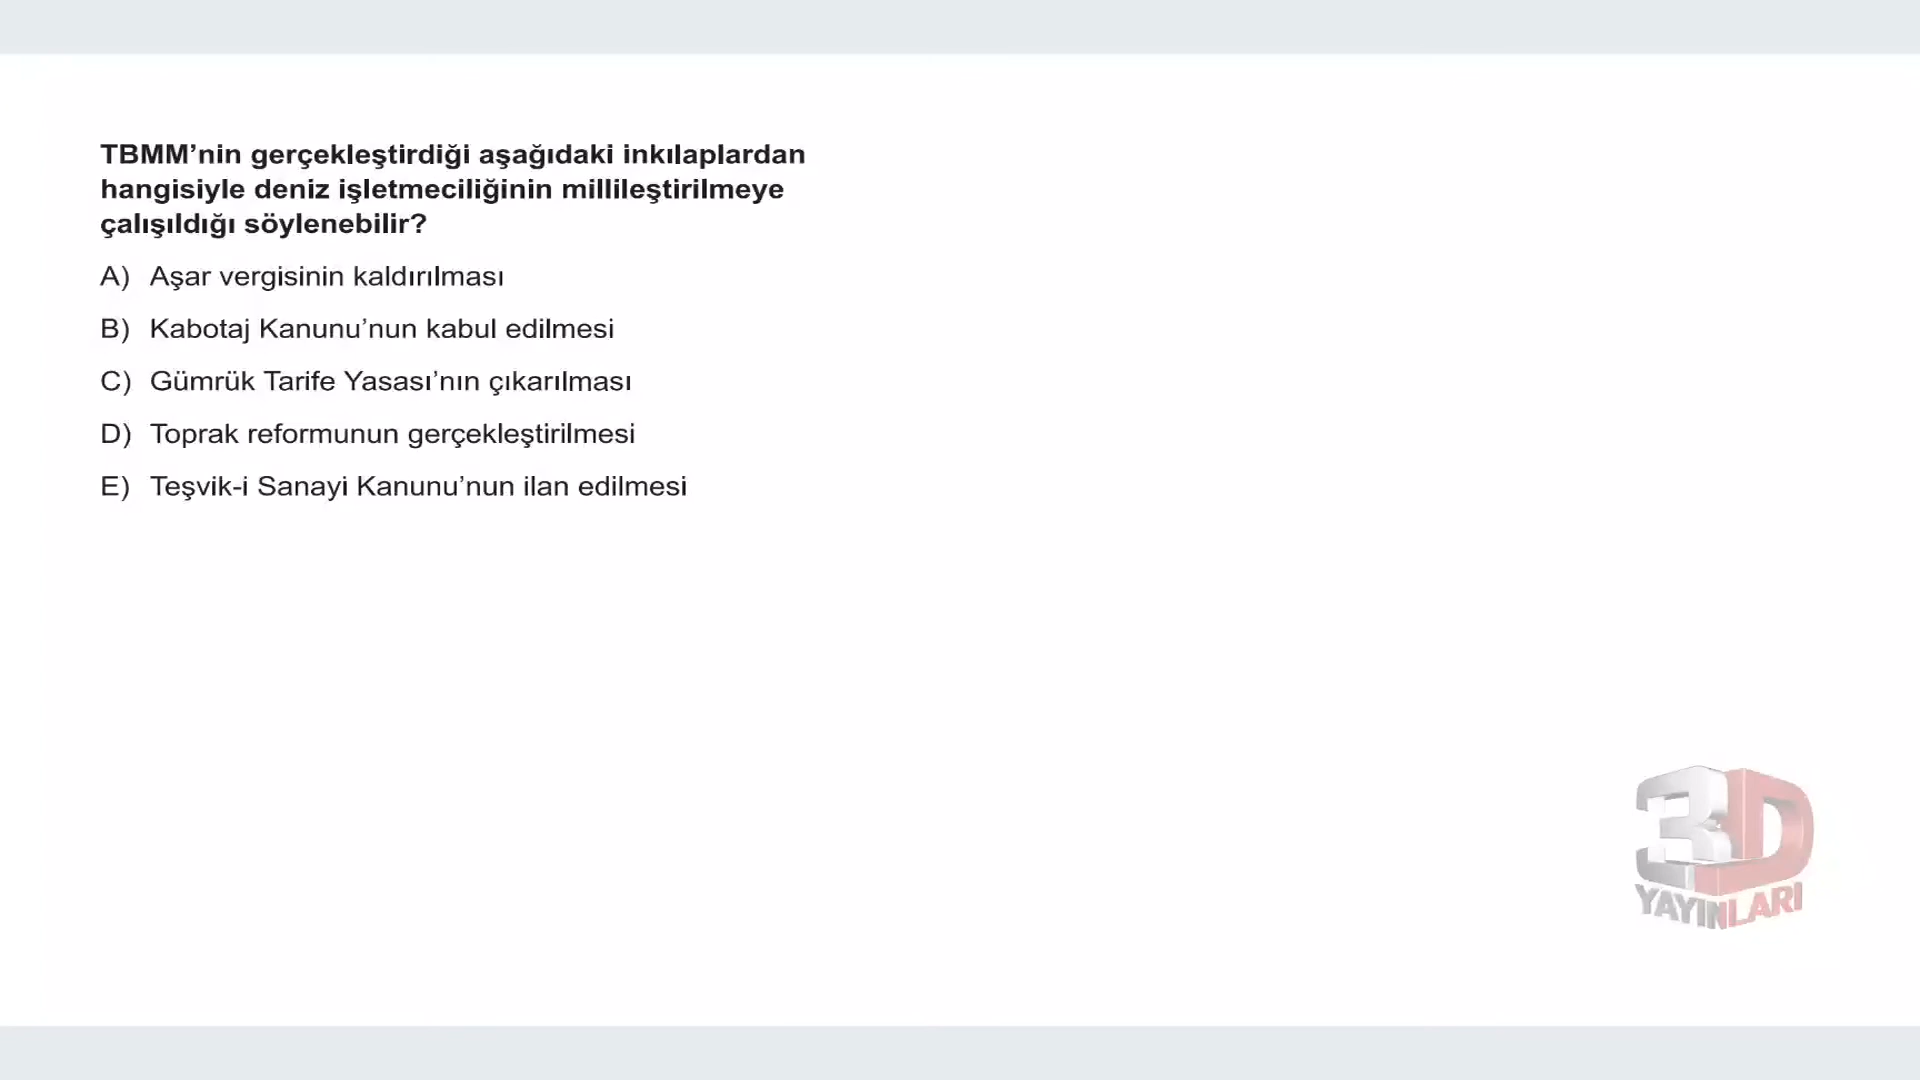 TBMM’nin gerçekleştirdiği aşağıdaki inkılaplardan
hangisiyle deniz işletmeciliğinin millileştirilmeye
çalışıldığı söylenebilir?
A) Aşar vergisinin kaldırılması
B) Kabotaj Kanunu’nun kabul edilmesi
C) Gümrük Tarife Yasası’nın çıkarılması
D) Toprak reformunun gerçekleştirilmesi
E) Teşvik-i Sanayi Kanunu’nun ilan edilmesi
3D
YAYINLARI